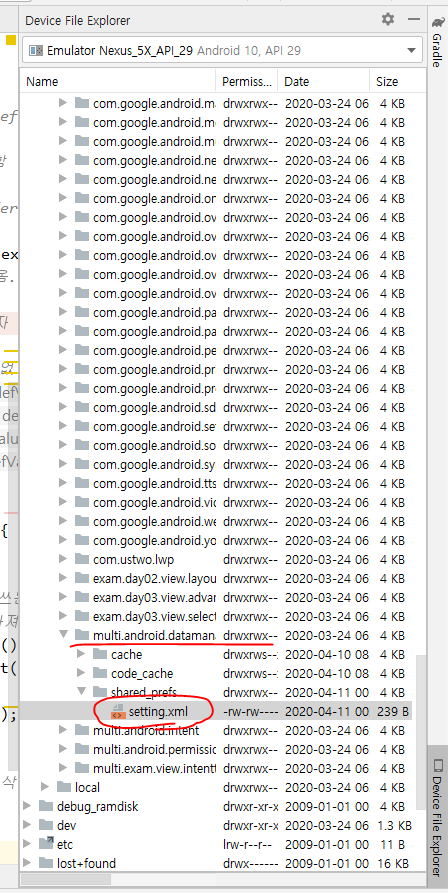 Device File Explorer
Emulator Nexus_5X_API_29 Android 10, API 29
Name Permiss... Date Size
com.google.android.ma drwxrwx-- 2020-03-24 06 4 KB
com.google.android.mo drwxrwx-- 2020-03-24 06 4 KB
com.google.android.mu drwxrwx-- 2020-03-24 06 4 KB
com.google.android.ne drwxrwx-- 2020-03-24 06 4 KB
com.google.android.ne drwxrwx-- 2020-03-24 06 4 KB
com.google.android.or drwxrwx-- 2020-03-24 06 4 KB
com.google.android.ov drwxrwx-- 2020-03-24 06 4 KB
com.google.android.ov drwxrwx-- 2020-03-24 06 4 KB
com.google.android.ov drwxrwx-- 2020-03-24 06 4 KB
com.google.android.ov drwxrwx-- 2020-03-24 06 4 KB
com.google.android.ov drwxrwx-- 2020-03-24 06 4 KB
com.google.android.pa drwxrwx-- 2020-03-24 06 4 KB
com.google.android.pa drwxrwx-- 2020-03-24 06 4 KB
com.google.android.pe drwxrwx-- 2020-03-24 06 4 KB
com.google.android.pr drwxrwx-- 2020-03-24 06 4 KB
com.google.android.pro drwxrwx-- 2020-03-24 06 4 KB
com.google.android.sd drwxrwx-- 2020-03-24 06 4 KB
com.google.android.se drwxrwx-- 2020-03-24 06 4 KB
com.google.android.so drwxrwx-- 2020-03-24 06 4 KB
com.google.android.sy drwxrwx-- 2020-03-24 06 4 KB
com.google.android.tts drwxrwx-- 2020-03-24 06 4 KB
com.google.android.vid drwxrwx-- 2020-03-24 06 4 KB
com.google.android.we drwxrwx-- 2020-03-24 06 4 KB
com.google.android.yo drwxrwx-- 2020-03-24 06 4 KB
com.ustwo.lwp drwxrwx-- 2020-03-24 06 4 KB
exam.day02.view.layou drwxrwx-- 2020-03-24 06 4 KB
exam.day03.view.advar drwxrwx-- 2020-03-24 06 4 KB
exam.day03.view.select drwxrwx-- 2020-03-24 06 4 KB
multi.android.datamana drwxrwx-- 2020-03-24 06 4 KB
cache drwxrws-- 2020-04-10 08 4 KB
code_cache drwxrws-- 2020-04-10 08 4 KB
shared_prefs drwxrwx-- 2020-04-11 00 4 KB
setting.xml -rw-rw---- 2020-04-11 00 239 B
multi.android.intent drwxrwx-- 2020-03-24 06 4 KB
multi.android.permissio drwxrwx-- 2020-03-24 06 4 KB
multi.exam.view.intentt drwxrwx-- 2020-03-24 06 4 KB
local drwxrwx-- 2020-03-24 06 4 KB
debug_ramdisk drwxr-xr-x 2009-01-01 00 4 KB
dev drwxr-xr-x 2020-03-24 06 1.3 KB
etc lrw-r--r-- 2009-01-01 00 11 B
lost+found drwx------ 2009-01-01 00 16 KB
Gradle
Device File Explorer